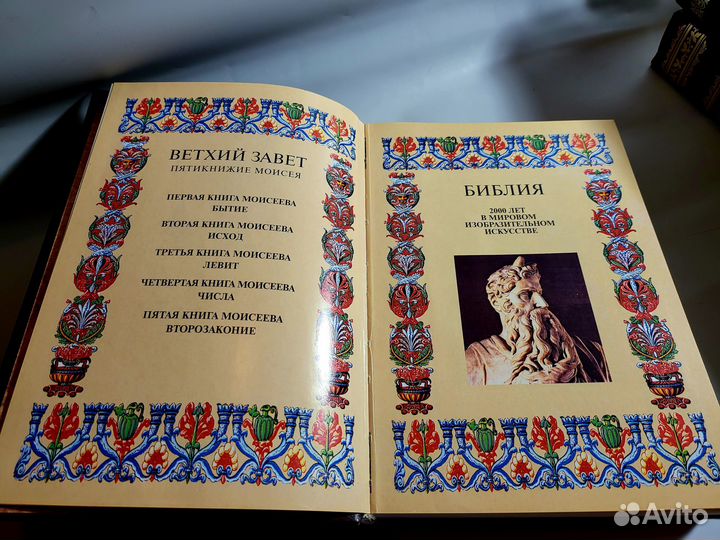 ВЕТХИЙ ЗАВЕТ
ПЯТИКНИЖИЕ МОИСЕЯ
ПЕРВАЯ КНИГА МОИСЕЕВА
БЫТИЕ
ВТОРАЯ КНИГА МОИСЕЕВА
ИСХОД
ТРЕТЬЯ КНИГА МОИСЕЕВА
ЛЕВИТ
ЧЕТВЕРТАЯ КНИГА МОИСЕЕВА
ЧИСЛА
ПЯТАЯ КНИГА МОИСЕЕВА
ВТОРОЗАКОНИЕ
БИБЛИЯ
2000 ЛЕТ
В МИРОВОМ
ИЗОБРАЗИТЕЛЬНОМ
ИСКУССТВЕ
Avito